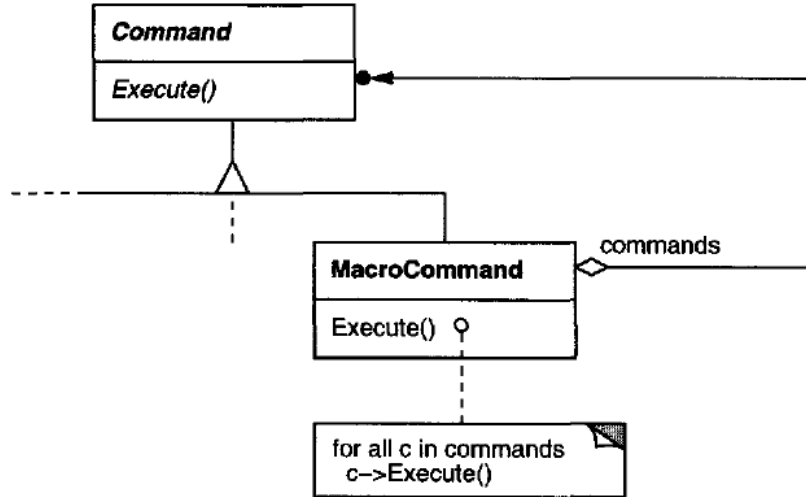 Command
Execute()
commands
MacroCommand
Execute()
for all c in commands
c->Execute()